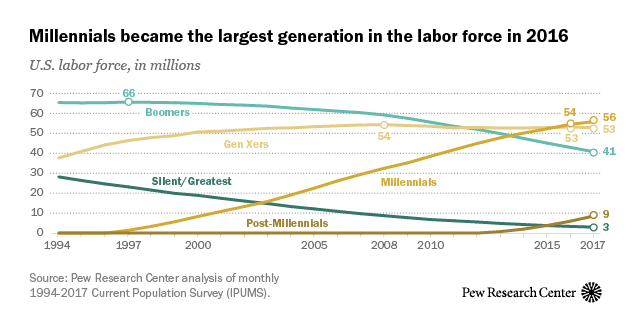 Millennials became the largest generation in the labor force in 2016
U.S. labor force, in millions
70
66
60
Boomers
54
56
50
Gen Xers
54
53
53
40
41
30
Silent/Greatest
Millennials
20
10
Post-Millennials
9
0
3
1994 1997 2000 2005 2008 2010 2015 2017
Source: Pew Research Center analysis of monthly
1994-2017 Current Population Survey (IPUMS).
Pew Research Center